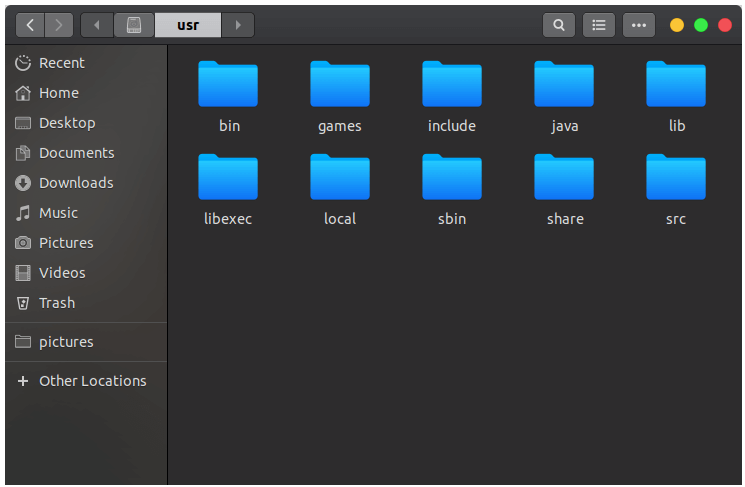 usr
Recent
Home
Desktop
Documents
Downloads
Music
Pictures
Videos
Trash
pictures
Other Locations
bin games include java lib
libexec local sbin share src